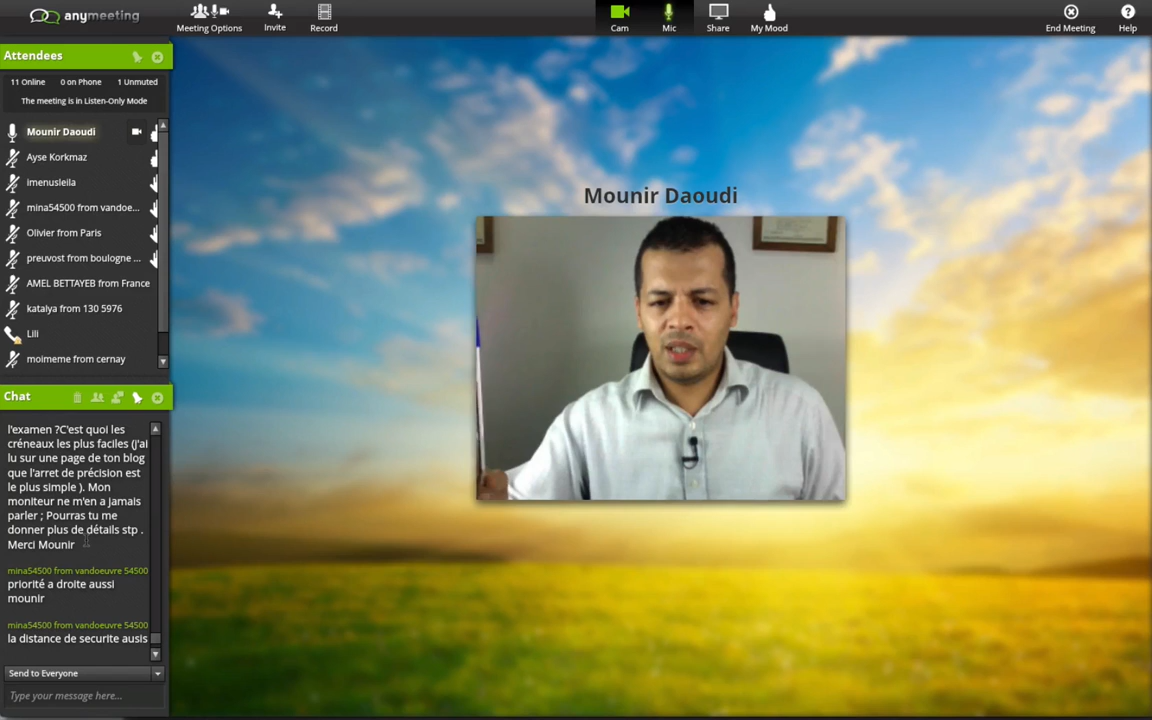 anymeeting
Meeting Options
Invite
Record
Cam
Mic
Share
My Mood
End Meeting
Help
Attendees
11 Online 0 on Phone 1 Unmuted
The meeting is in Listen-Only Mode
Mounir Daoudi
Ayse Korkmaz
imenusleila
mina54500 from vandoe...
Olivier from Paris
preuvost from boulogne ...
AMEL BETTAYEB from France
katalya from 130 5976
Lili
moimeme from cernay
Mounir Daoudi
Chat
l'examen ?C'est quoi les
créneaux les plus faciles (j'ai
lu sur une page de ton blog
que l'arret de précision est
le plus simple ). Mon
moniteur ne m'en a jamais
parler ; Pourras tu me
donner plus de détails stp .
Merci Mounir
mina54500 from vandoeuvre 54500
priorité a droite aussi
mounir
mina54500 from vandoeuvre 54500
la distance de securite ausis
Send to Everyone
Type your message here...